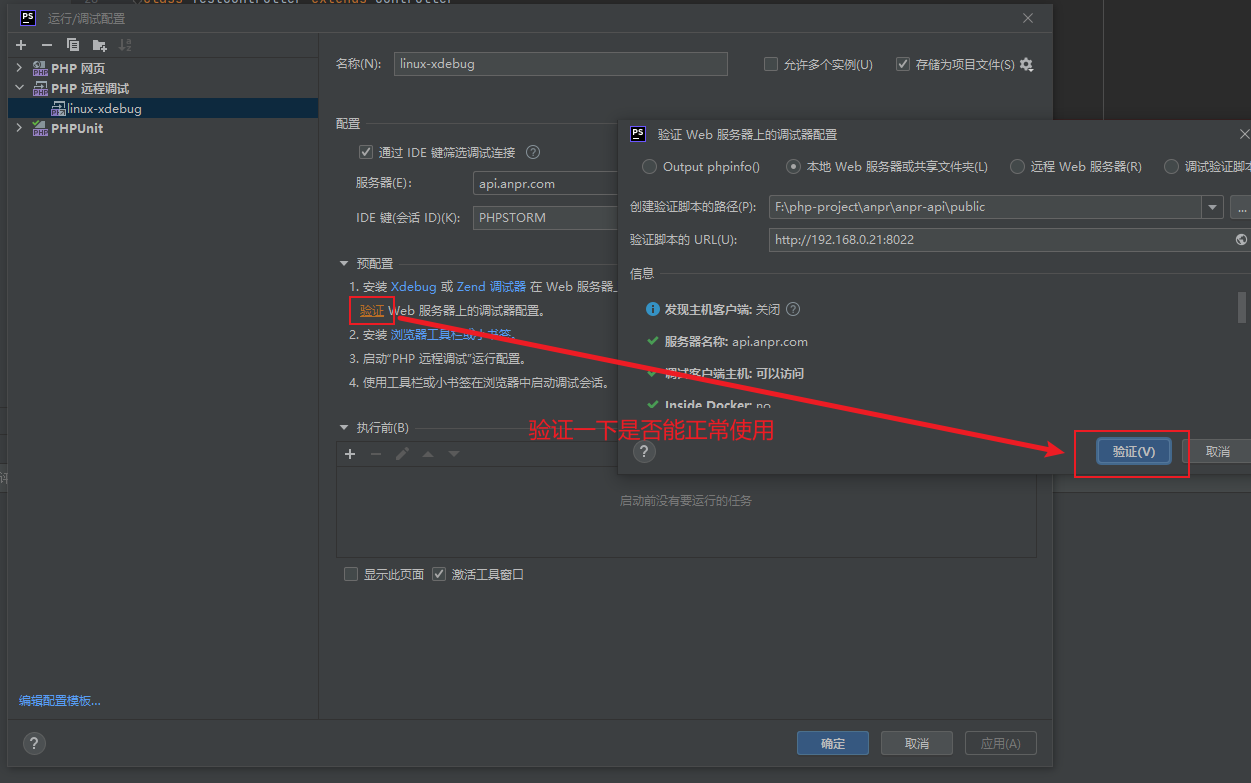 class TestController extends Controller
PS 运行/调试配置
PHP 网页
PHP 远程调试
linux-xdebug
PHPUnit
编辑配置模板...
名称(N): linux-xdebug 允许多个实例(U) 存储为项目文件(S)
配置
通过 IDE 键筛选调试连接
服务器(E): api.anpr.com
IDE 键(会话 ID)(K): PHPSTORM
预配置
1. 安装 Xdebug 或 Zend 调试器 在 Web 服务器上
验证 Web 服务器上的调试器配置。
2. 安装 浏览器工具栏或小书签。
3. 启动“PHP 远程调试”运行配置。
4. 使用工具栏或小书签在浏览器中启动调试会话。
执行前(B)
启动前没有要运行的任务
显示此页面 激活工具窗口
? 确定 取消 应用(A)
PS 验证 Web 服务器上的调试器配置
Output phpinfo() 本地 Web 服务器或共享文件夹(L) 远程 Web 服务器(R) 调试验证脚本
创建验证脚本的路径(P): F:\php-project\anpr\anpr-api\public ...
验证脚本的 URL(U): http://192.168.0.21:8022
信息
发现主机客户端: 关闭
服务器名称: api.anpr.com
调试客户端主机: 可以访问
Inside Docker: no
验证一下是否能正常使用
? 验证(V) 取消